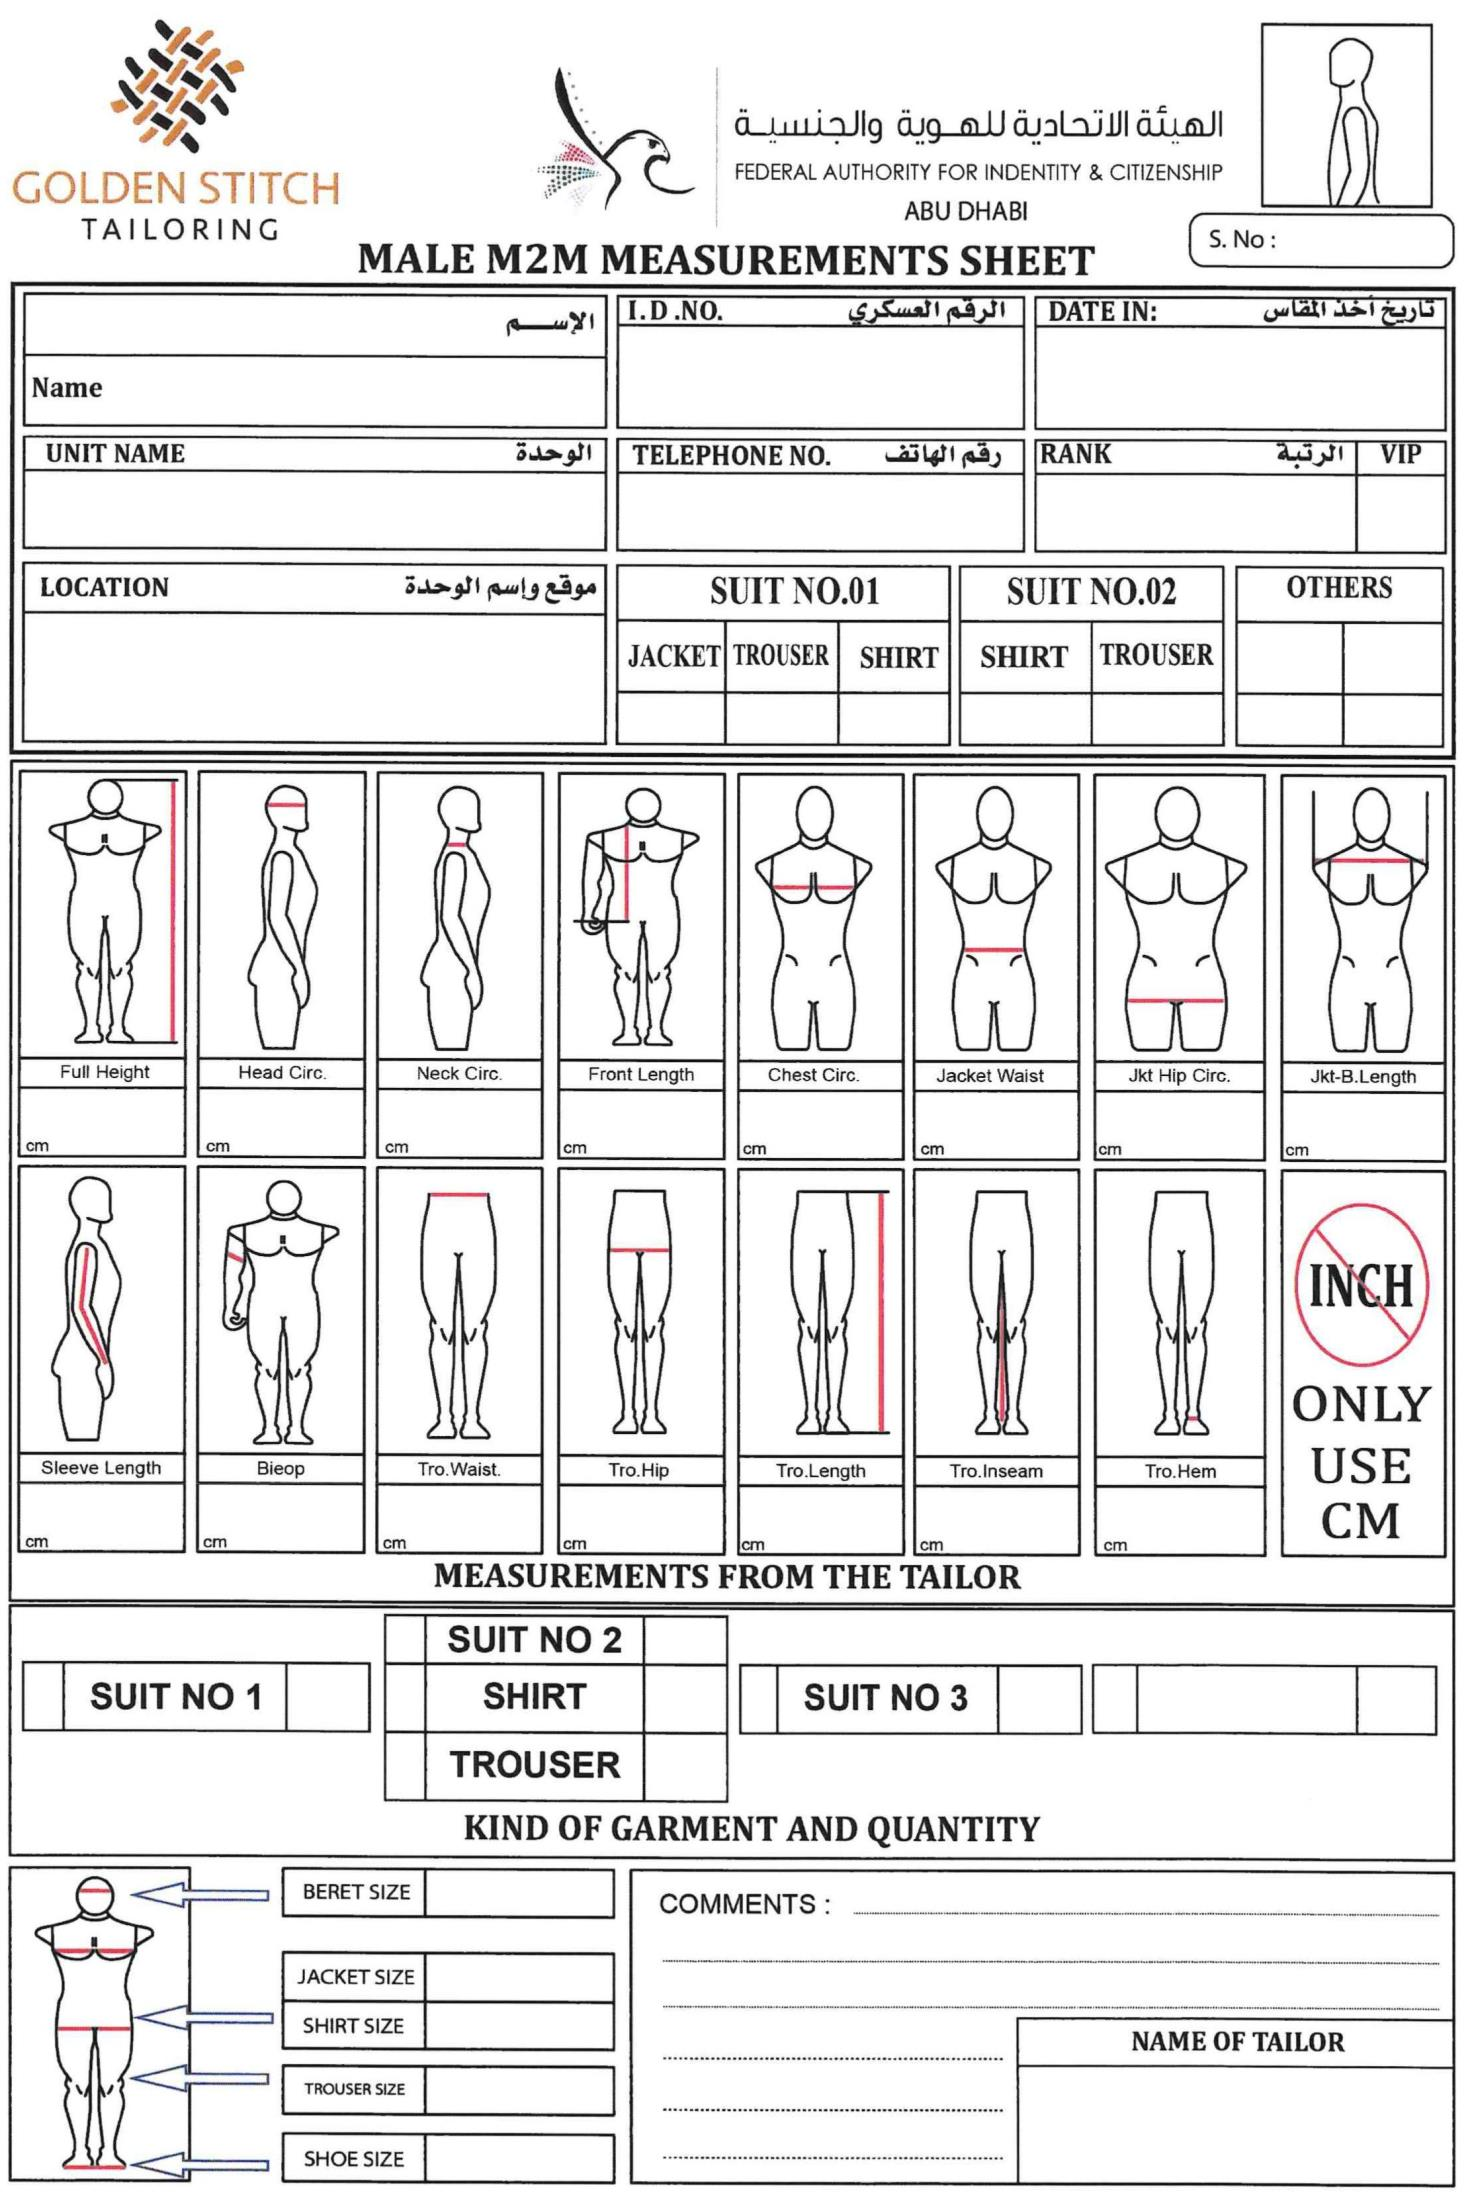 GOLDEN STITCH
TAILORING
الهيئة الاتحادية للهوية والجنسية
FEDERAL AUTHORITY FOR INDENTITY & CITIZENSHIP
ABU DHABI
S. No :
MALE M2M MEASUREMENTS SHEET
الإسم
Name
I.D .NO. الرقم العسكري
DATE IN: تاريخ أخذ المقاس
UNIT NAME الوحدة
TELEPHONE NO. رقم الهاتف
RANK الرتبة VIP
LOCATION موقع وإسم الوحدة
SUIT NO.01 SUIT NO.02 OTHERS
JACKET TROUSER SHIRT SHIRT TROUSER
Full Height Head Circ. Neck Circ. Front Length Chest Circ. Jacket Waist Jkt Hip Circ. Jkt-B.Length
cm cm cm cm cm cm cm cm
INCH
ONLY
USE
CM
Sleeve Length Bieop Tro.Waist. Tro.Hip Tro.Length Tro.Inseam Tro.Hem
cm cm cm cm cm cm cm
MEASUREMENTS FROM THE TAILOR
SUIT NO 1
SUIT NO 2
SHIRT
TROUSER
SUIT NO 3
KIND OF GARMENT AND QUANTITY
BERET SIZE
JACKET SIZE
SHIRT SIZE
TROUSER SIZE
SHOE SIZE
COMMENTS :
NAME OF TAILOR